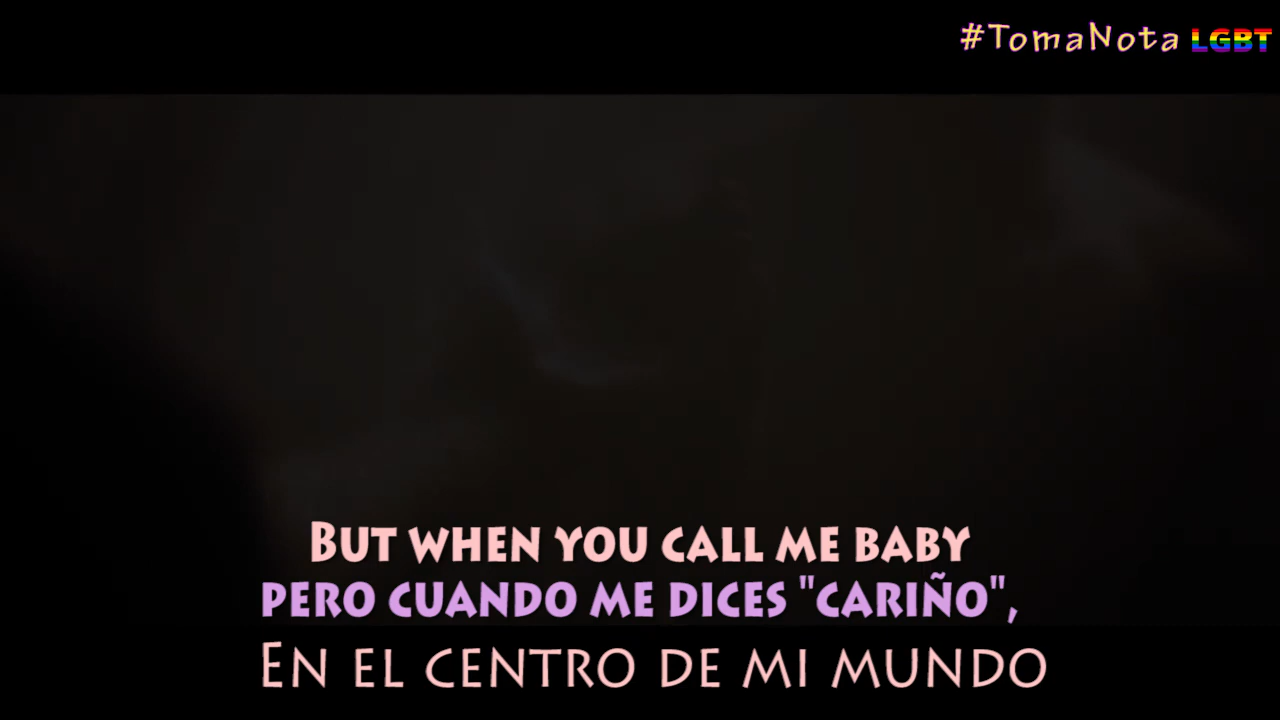 #TomaNota LGBT
But when you call me baby
pero cuando me dices "cariño",
En el centro de mi mundo